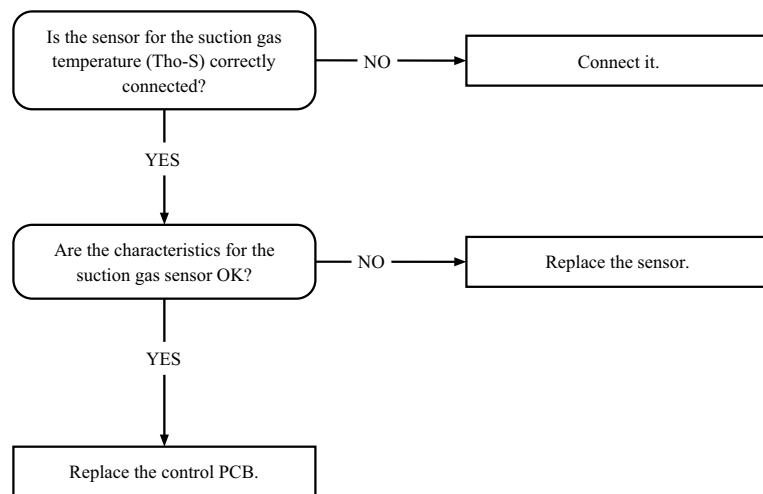 Is the sensor for the suction gas
temperature (Tho-S) correctly
connected?
NO
Connect it.
YES
Are the characteristics for the
suction gas sensor OK?
NO
Replace the sensor.
YES
Replace the control PCB.